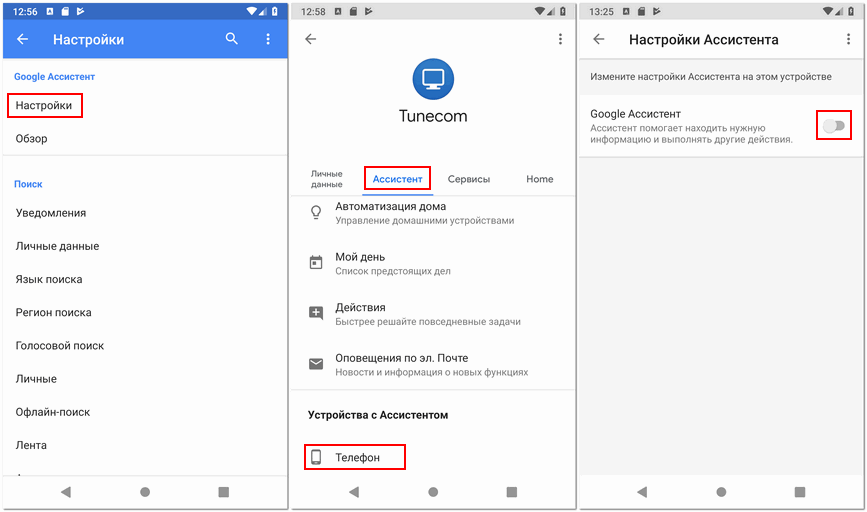 12:56
Настройки
Google Ассистент
Настройки
Обзор
Поиск
Уведомления
Личные данные
Язык поиска
Регион поиска
Голосовой поиск
Личные
Офлайн-поиск
Лента
12:58
Tunecom
Личные
данные
Ассистент
Сервисы
Home
Автоматизация дома
Управление домашними устройствами
Мой день
Список предстоящих дел
Действия
Быстрее решайте повседневные задачи
Оповещения по эл. Почте
Новости и информация о новых функциях
Устройства с Ассистентом
Телефон
13:25
Настройки Ассистента
Измените настройки Ассистента на этом устройстве
Google Ассистент
Ассистент помогает находить нужную
информацию и выполнять другие действия.